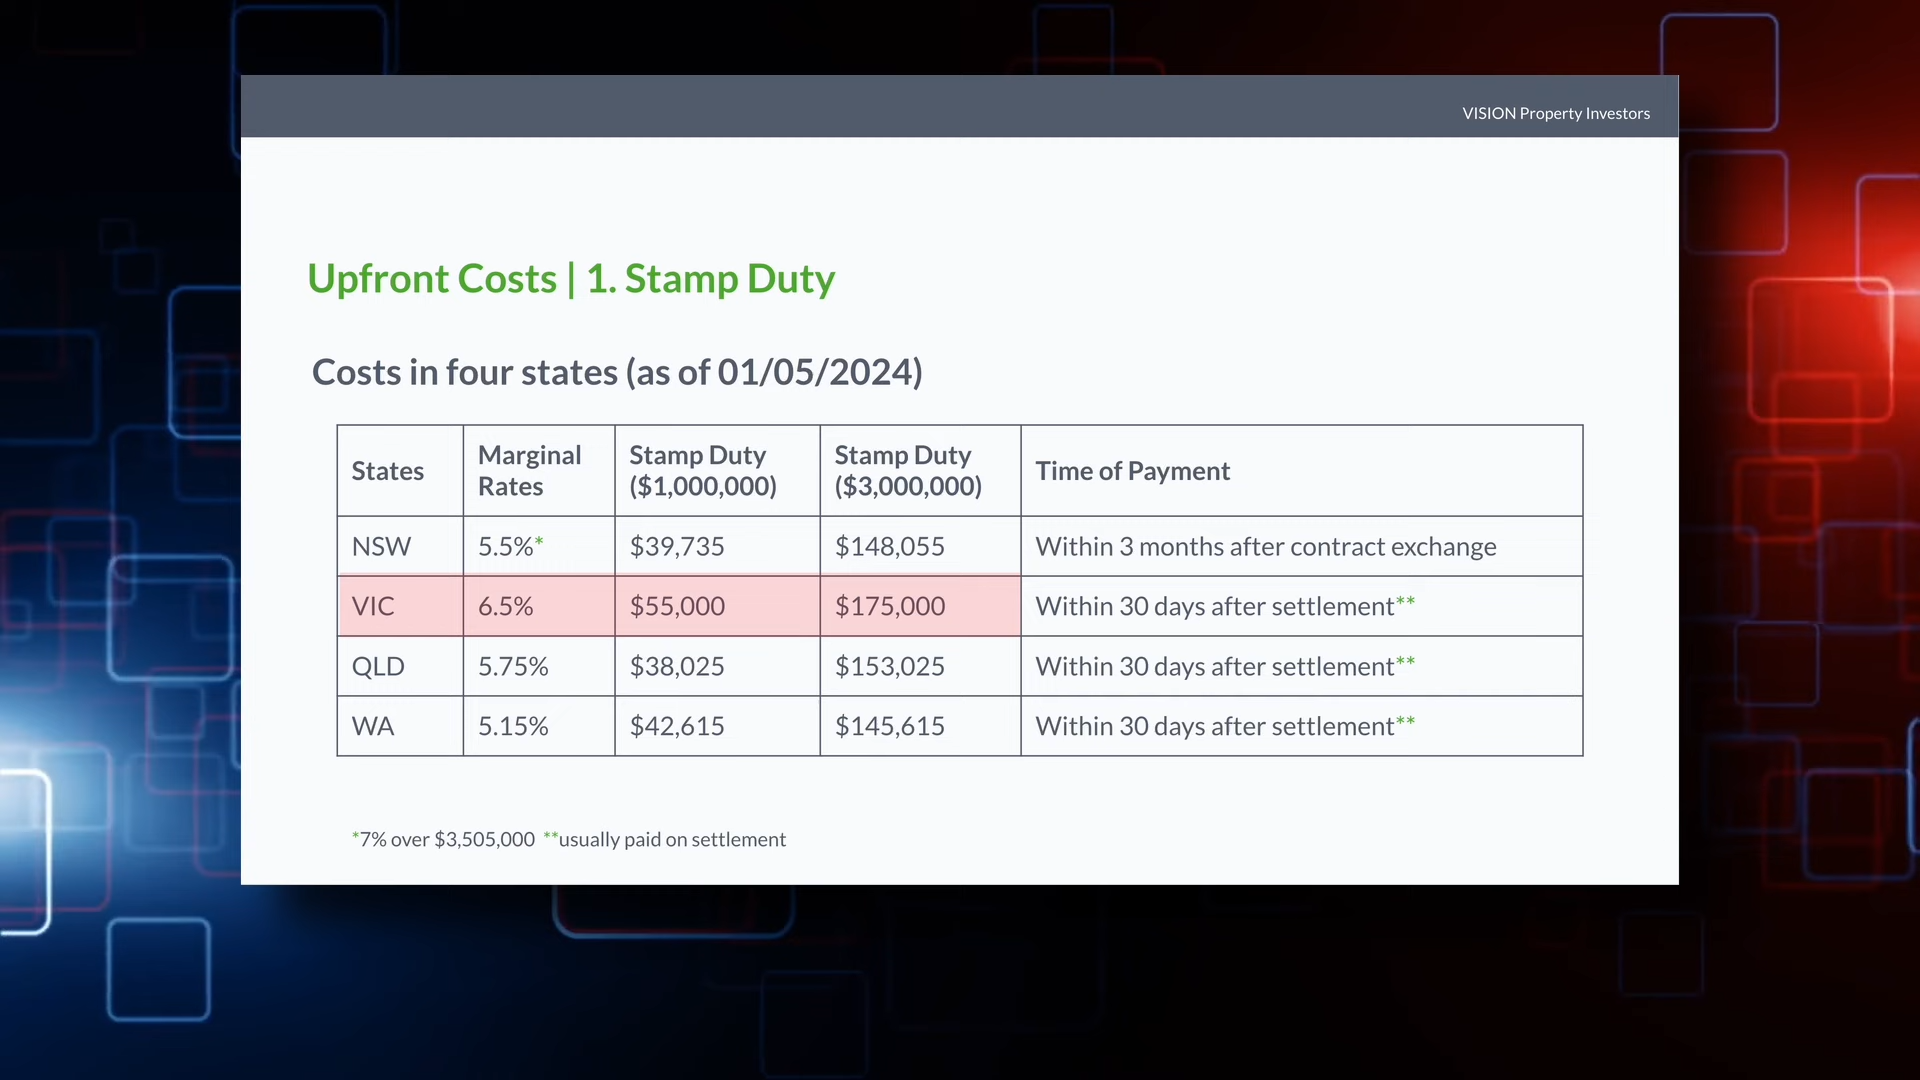 VISION Property Investors
Upfront Costs | 1. Stamp Duty
Costs in four states (as of 01/05/2024)
States Marginal Rates Stamp Duty ($1,000,000) Stamp Duty ($3,000,000) Time of Payment
NSW 5.5%* $39,735 $148,055 Within 3 months after contract exchange
VIC 6.5% $55,000 $175,000 Within 30 days after settlement**
QLD 5.75% $38,025 $153,025 Within 30 days after settlement**
WA 5.15% $42,615 $145,615 Within 30 days after settlement**
*7% over $3,505,000 **usually paid on settlement